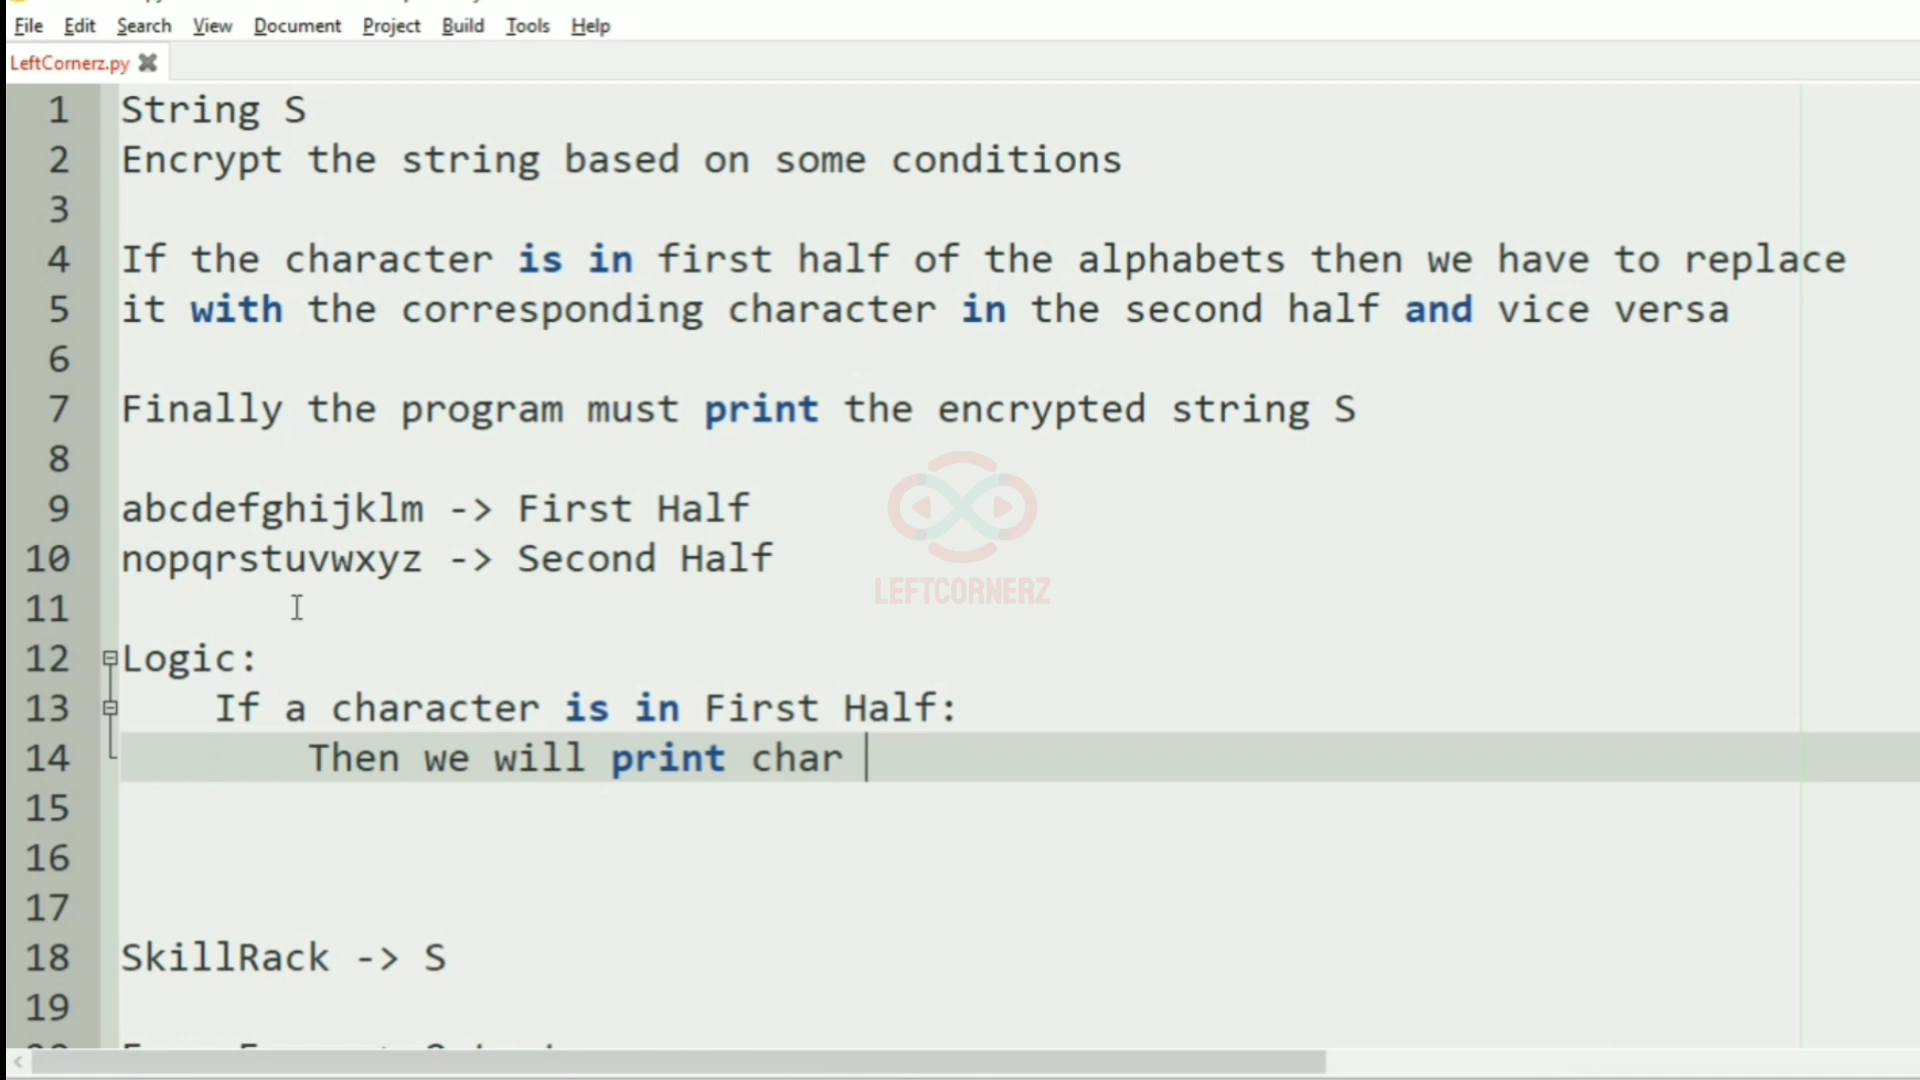 File Edit Search View Document Project Build Tools Help
LeftCornerz.py
1 String S
2 Encrypt the string based on some conditions
3
4 If the character is in first half of the alphabets then we have to replace
5 it with the corresponding character in the second half and vice versa
6
7 Finally the program must print the encrypted string S
8
9 abcdefghijklm -> First Half
10 nopqrstuvwxyz -> Second Half
LEFTCORNERZ
11
12 Logic:
13 If a character is in First Half:
14 Then we will print char
15
16
17
18 SkillRack -> S
19